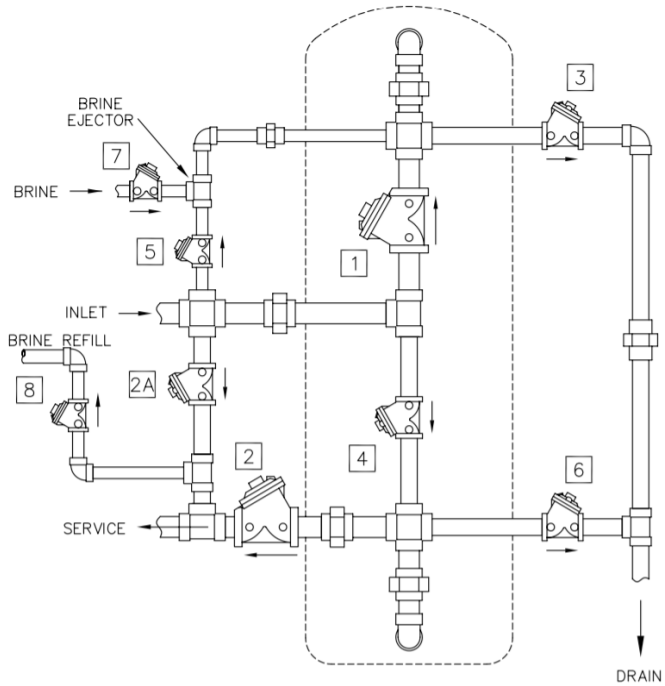 3
BRINE
EJECTOR
7
BRINE
5
1
INLET
BRINE REFILL
2A
8
2
4
6
SERVICE
DRAIN